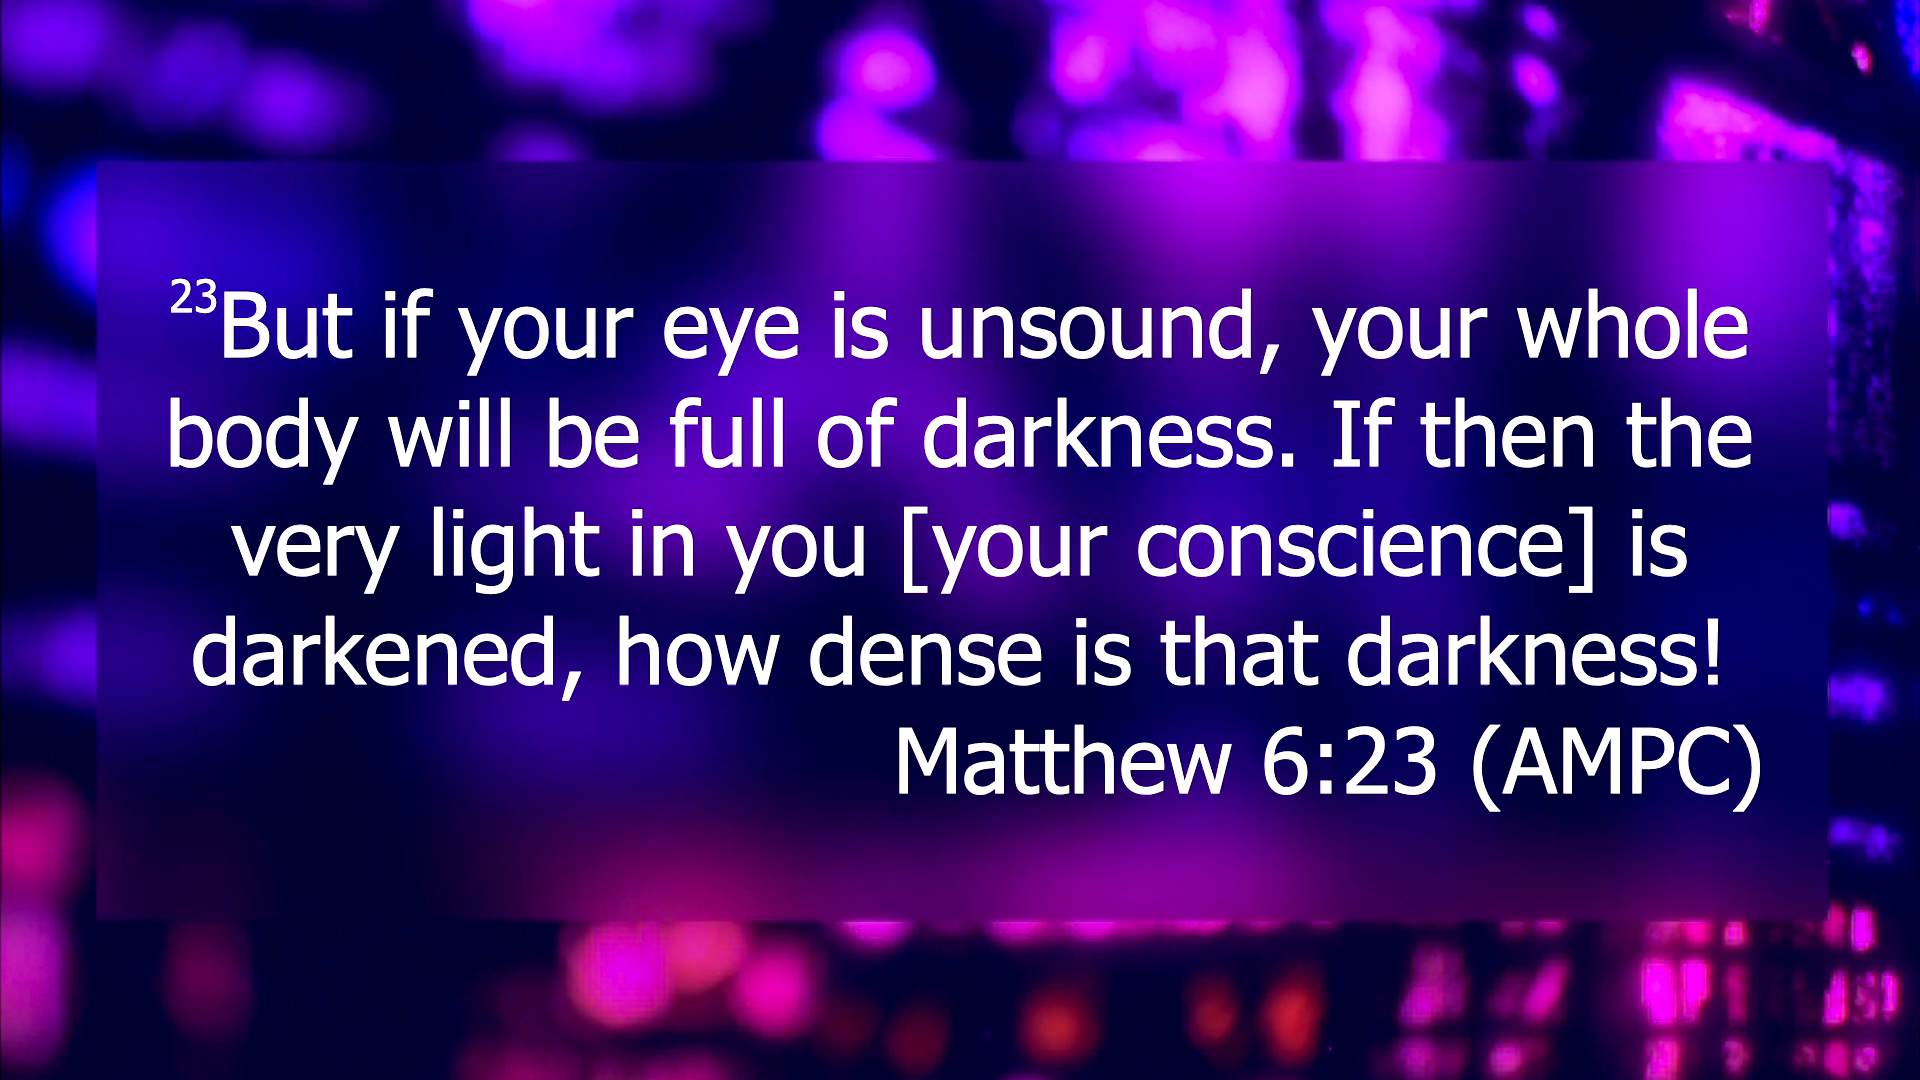 23But if your eye is unsound, your whole
body will be full of darkness. If then the
very light in you [your conscience] is
darkened, how dense is that darkness!
Matthew 6:23 (AMPC)